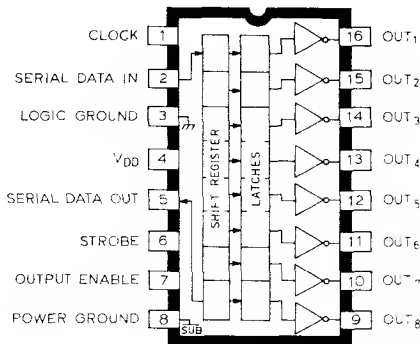 CLOCK 1 16 OUT1
SERIAL DATA IN 2 15 OUT2
LOGIC GROUND 3 14 OUT3
VDD 4 13 OUT4
SERIAL DATA OUT 5 12 OUT5
STROBE 6 11 OUT6
OUTPUT ENABLE 7 10 OUT7
POWER GROUND 8 SUB 9 OUT8
SHIFT REGISTER
LATCHES